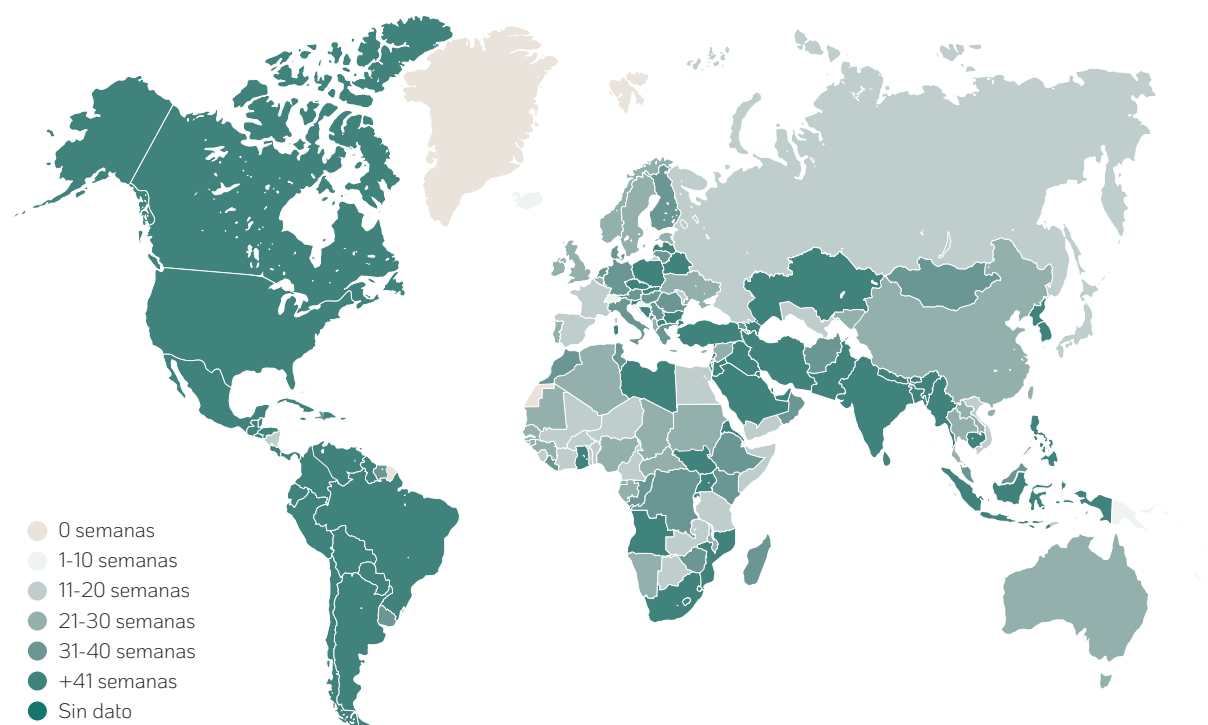 0 semanas
1-10 semanas
11-20 semanas
21-30 semanas
31-40 semanas
+41 semanas
Sin dato